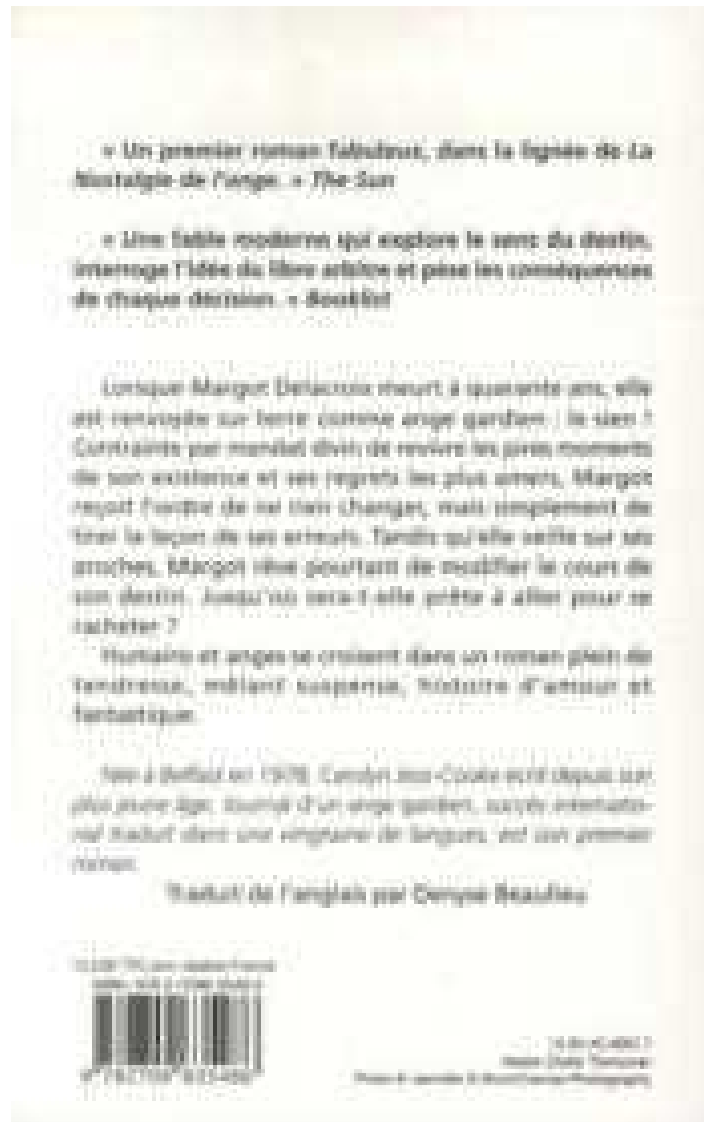 « Un premier roman fabuleux, dans la lignée de La
Nostalgie de l'ange. » The Sun
« Une fable moderne qui explore le sens du destin,
interroge l'idée du libre arbitre et pèse les conséquences
de chaque décision. » Booklist
Lorsque Margot Delacroix meurt à quarante ans, elle
est renvoyée sur terre comme ange gardien : le sien !
Contrainte par mandat divin de revivre les pires moments
de son existence et ses regrets les plus amers, Margot
reçoit l'ordre de ne rien changer, mais simplement de
tirer la leçon de ses erreurs. Tandis qu'elle veille sur ses
proches, Margot rêve pourtant de modifier le cours de
son destin. Jusqu'où sera-t-elle prête à aller pour se
racheter ?
Humains et anges se croisent dans un roman plein de
tendresse, mêlant suspense, histoire d'amour et
fantastique.
Née à Belfast en 1978, Carolyn Jess-Cooke écrit depuis son
plus jeune âge. Journal d'un ange gardien, succès internatio-
nal traduit dans une vingtaine de langues, est son premier
roman.
Traduit de l'anglais par Denyse Beaulieu